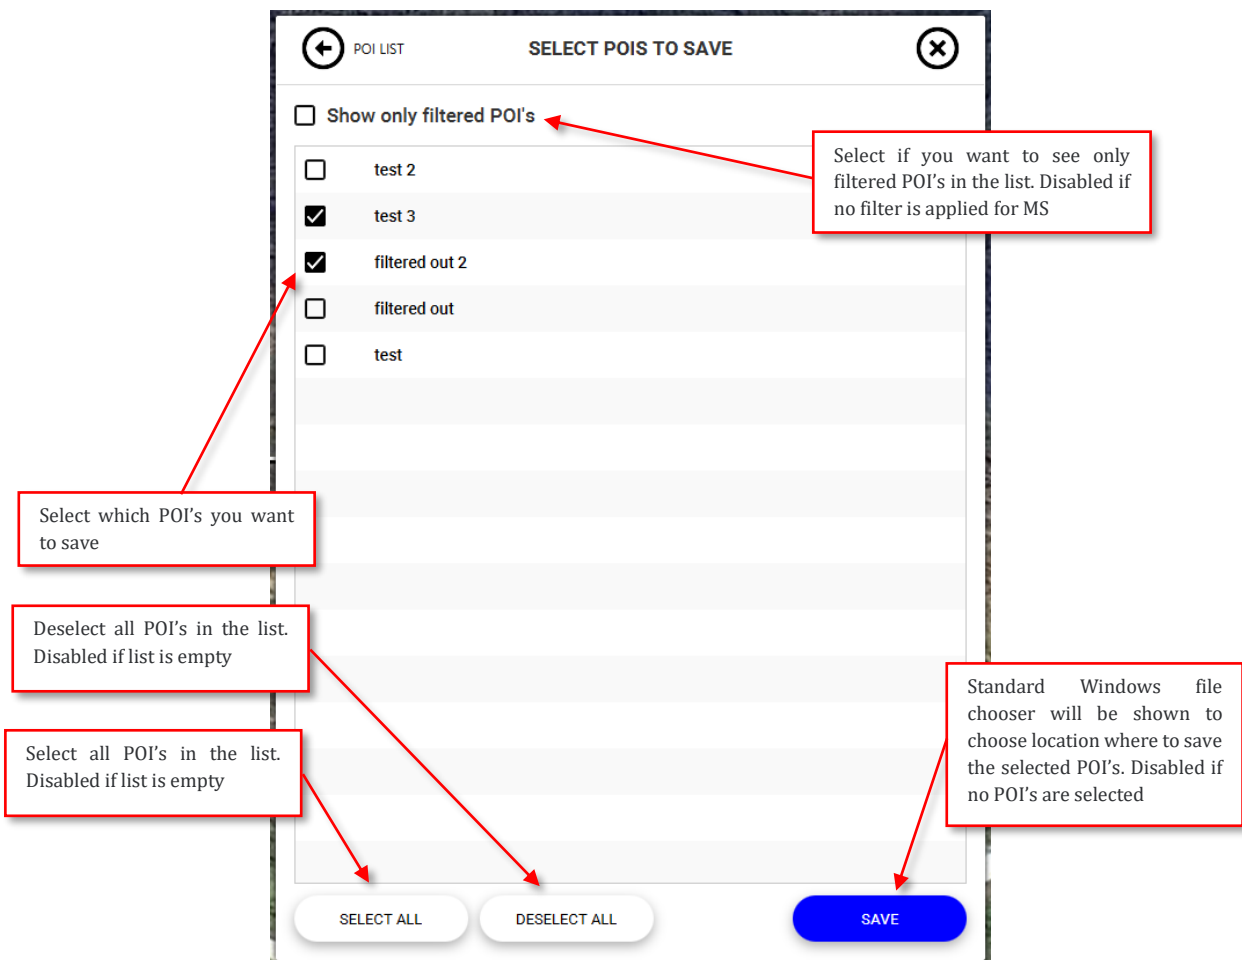 POI LIST
SELECT POIS TO SAVE
Show only filtered POI's
Select if you want to see only
filtered POI's in the list. Disabled if
no filter is applied for MS
test 2
test 3
filtered out 2
filtered out
test
Select which POI's you want
to save
Deselect all POI's in the list.
Disabled if list is empty
Select all POI's in the list.
Disabled if list is empty
Standard Windows file
chooser will be shown to
choose location where to save
the selected POI's. Disabled if
no POI's are selected
SELECT ALL
DESELECT ALL
SAVE